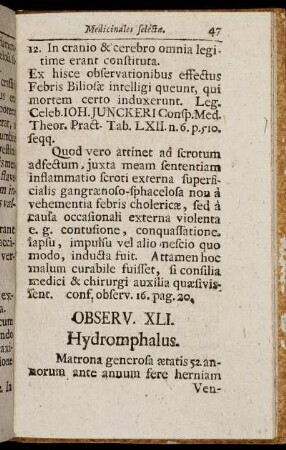 Medicinales selectæ.
47
12. In cranio & cerebro omnia legi-
time erant constituta.
Ex hisce observationibus effectus
Febris Biliosæ intelligi queunt, qui
mortem certo induxerunt. Leg.
Celeb. IOH. JUNCKERI Consp. Med.
Theor. Pract. Tab. LXII. n. 6. p. 510.
seqq.
Quod vero attinet ad scrotum
adfectum, juxta meam sententiam
inflammatio scroti externa superfi-
cialis gangrænoso-sphacelosa non à
vehementia febris cholericæ, sed à
causa occasionali externa violenta
e. g. contusione, conquassatione.
lapsu, impulsu vel alio nescio quo
modo, inducta fuit. Attamen hoc
malum curabile fuisset, si consilia
medici & chirurgi auxilia quæsivis-
sent. conf. observ. 16. pag. 20.
OBSERV. XLI.
Hydromphalus.
Matrona generosa ætatis 52. an-
norum ante annum fere herniam
Ven-